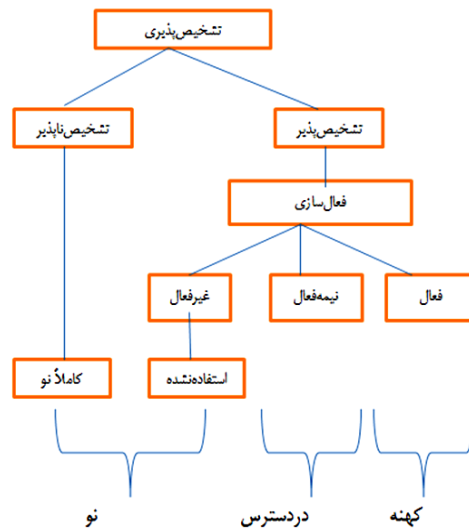 تشخیص‌پذیری
تشخیص‌پذیر
تشخیص‌ناپذیر
فعال‌سازی
فعال
نیمه‌فعال
غیرفعال
استفاده‌نشده
کاملاً نو
کهنه
دردسترس
نو